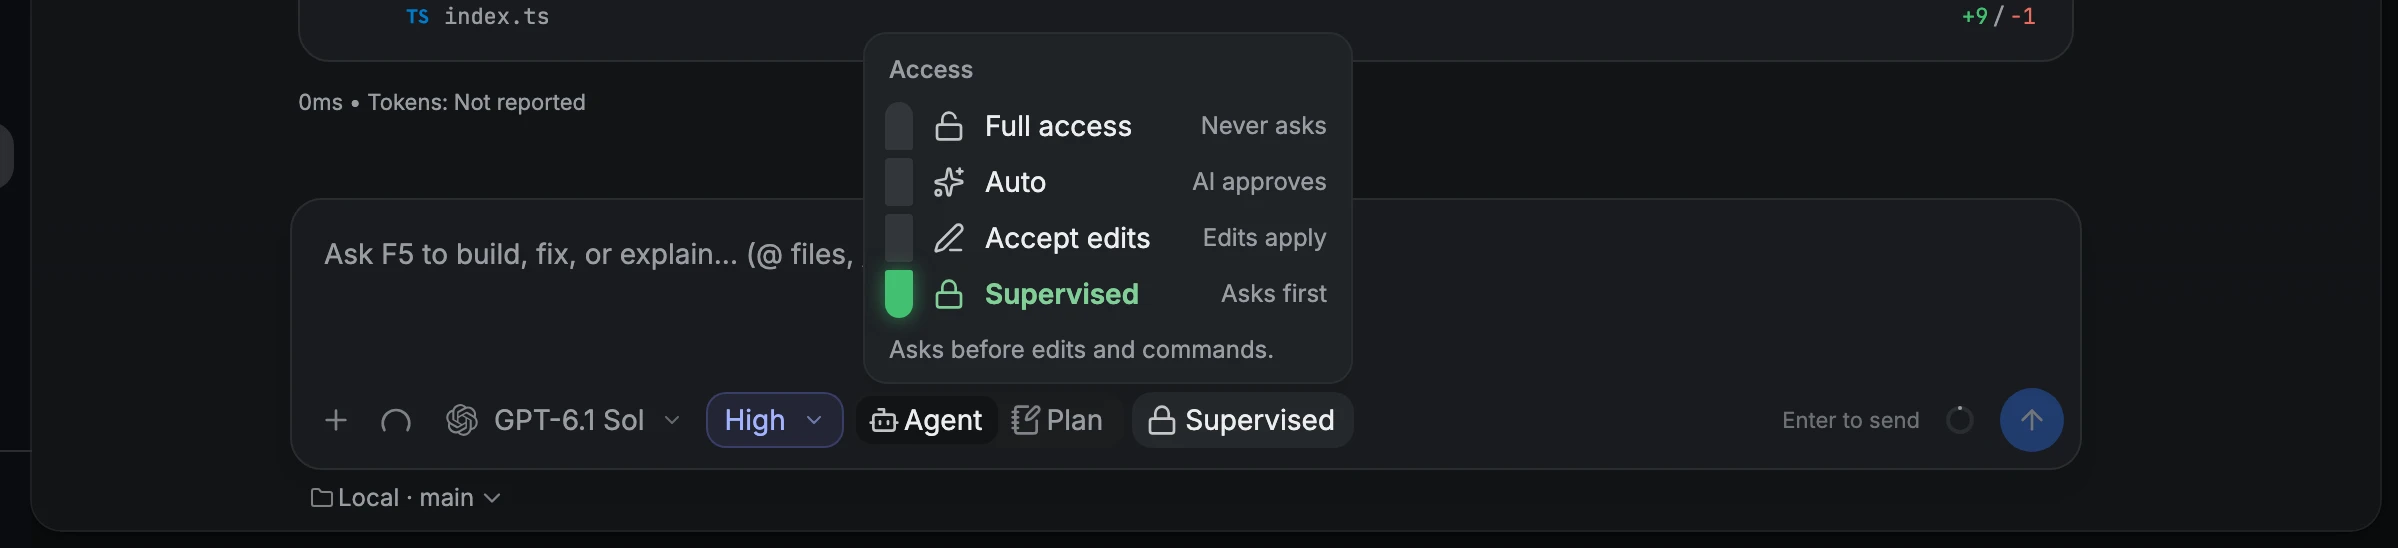 TS index.ts +9 / -1
0ms • Tokens: Not reported
Access
Full access Never asks
Auto AI approves
Accept edits Edits apply
Supervised Asks first
Asks before edits and commands.
Ask F5 to build, fix, or explain... (@ files,
GPT-6.1 Sol High Agent Plan Supervised Enter to send
Local · main